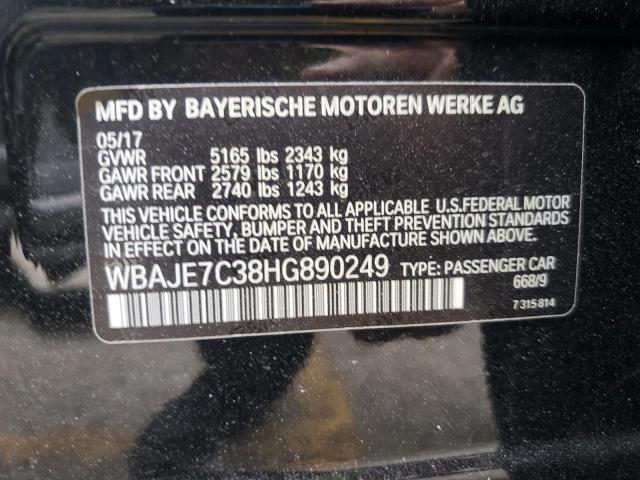 MFD BY BAYERISCHE MOTOREN WERKE AG
05/17
GVWR 5165 lbs 2343 kg
GAWR FRONT 2579 lbs 1170 kg
GAWR REAR 2740 lbs 1243 kg
THIS VEHICLE CONFORMS TO ALL APPLICABLE U.S.FEDERAL MOTOR
VEHICLE SAFETY, BUMPER AND THEFT PREVENTION STANDARDS
IN EFFECT ON THE DATE OF MANUFACTURE SHOWN ABOVE.
WBAJE7C38HG890249 TYPE: PASSENGER CAR
668/9
7315814